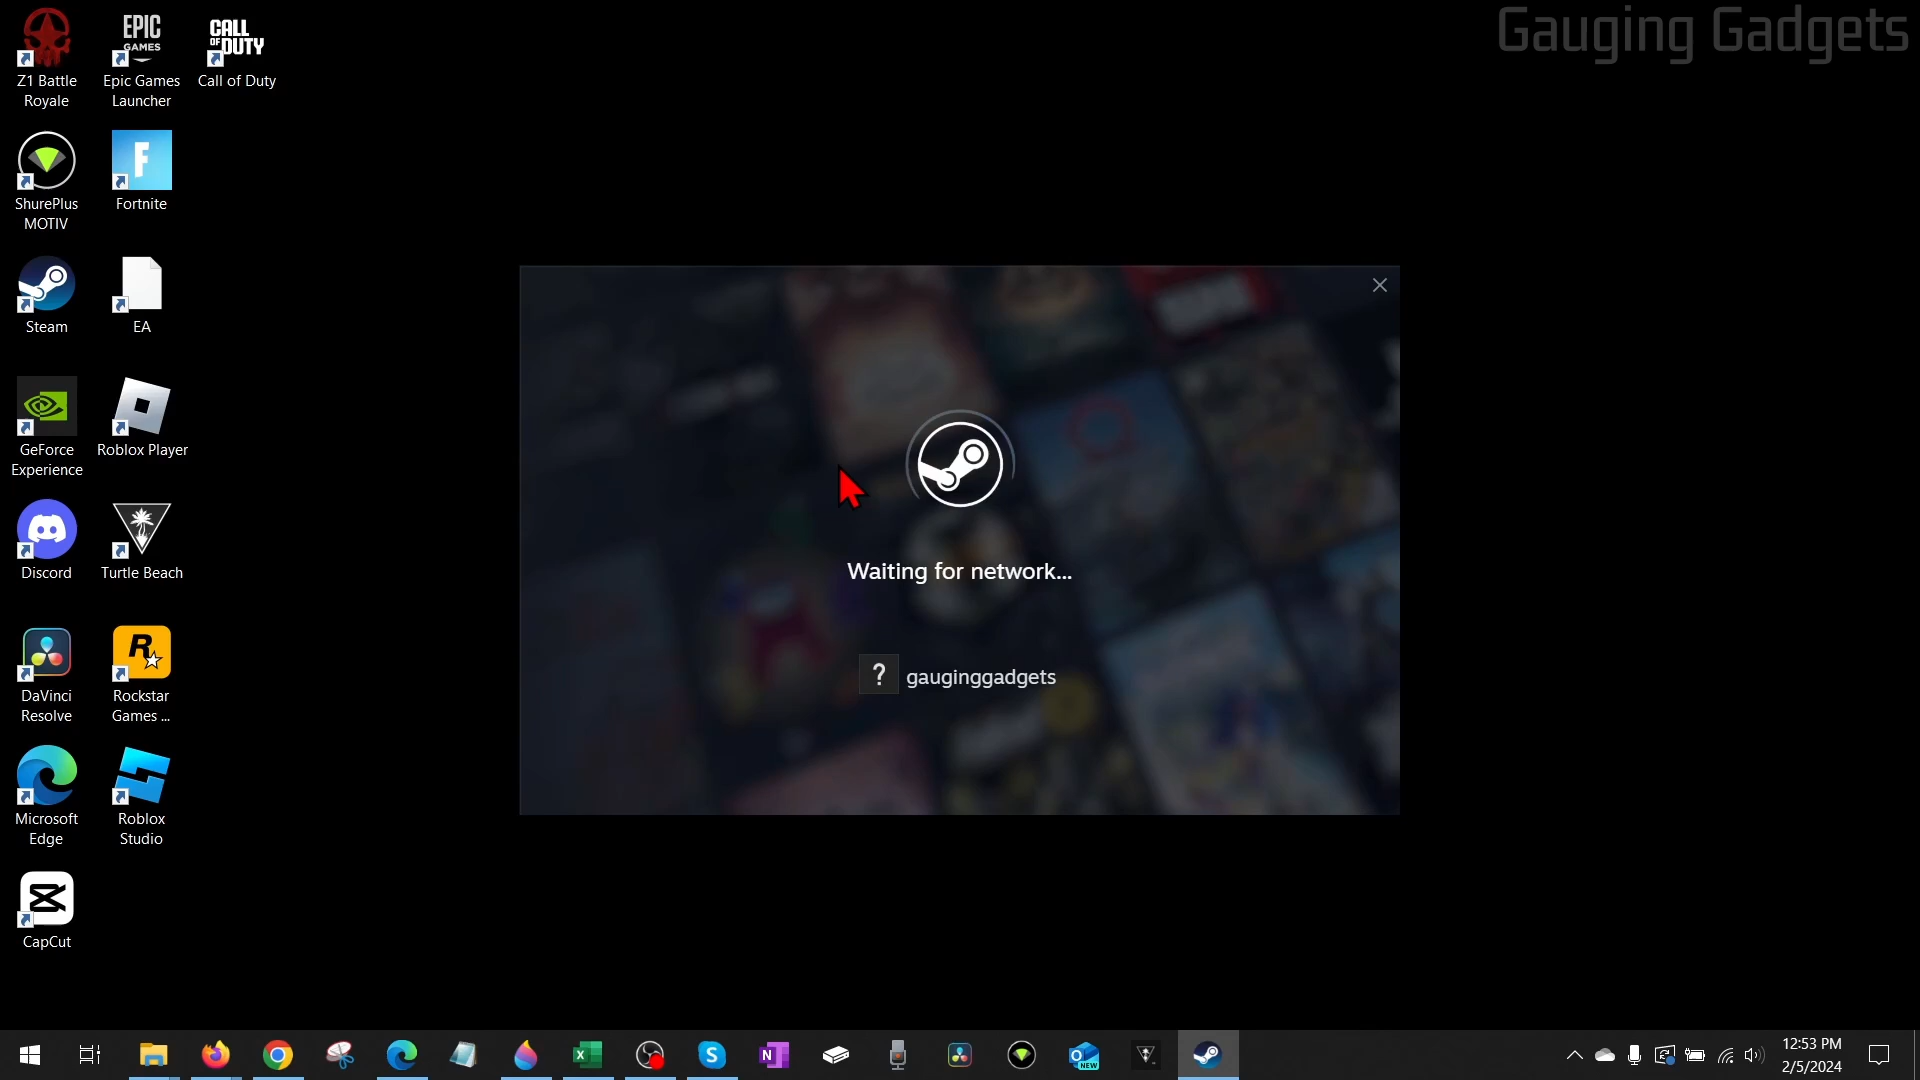 Gauging Gadgets
Z1 Battle
Royale
EPIC
GAMES
Epic Games
Launcher
CALL
OF DUTY
Call of Duty
ShurePlus
MOTIV
F
Fortnite
Steam
EA
GeForce
Experience
Roblox Player
Discord
Turtle Beach
DaVinci
Resolve
R
Rockstar
Games ...
Microsoft
Edge
Roblox
Studio
CapCut
Waiting for network...
?
gauginggadgets
X
S
N
O
NEW
12:53 PM
2/5/2024